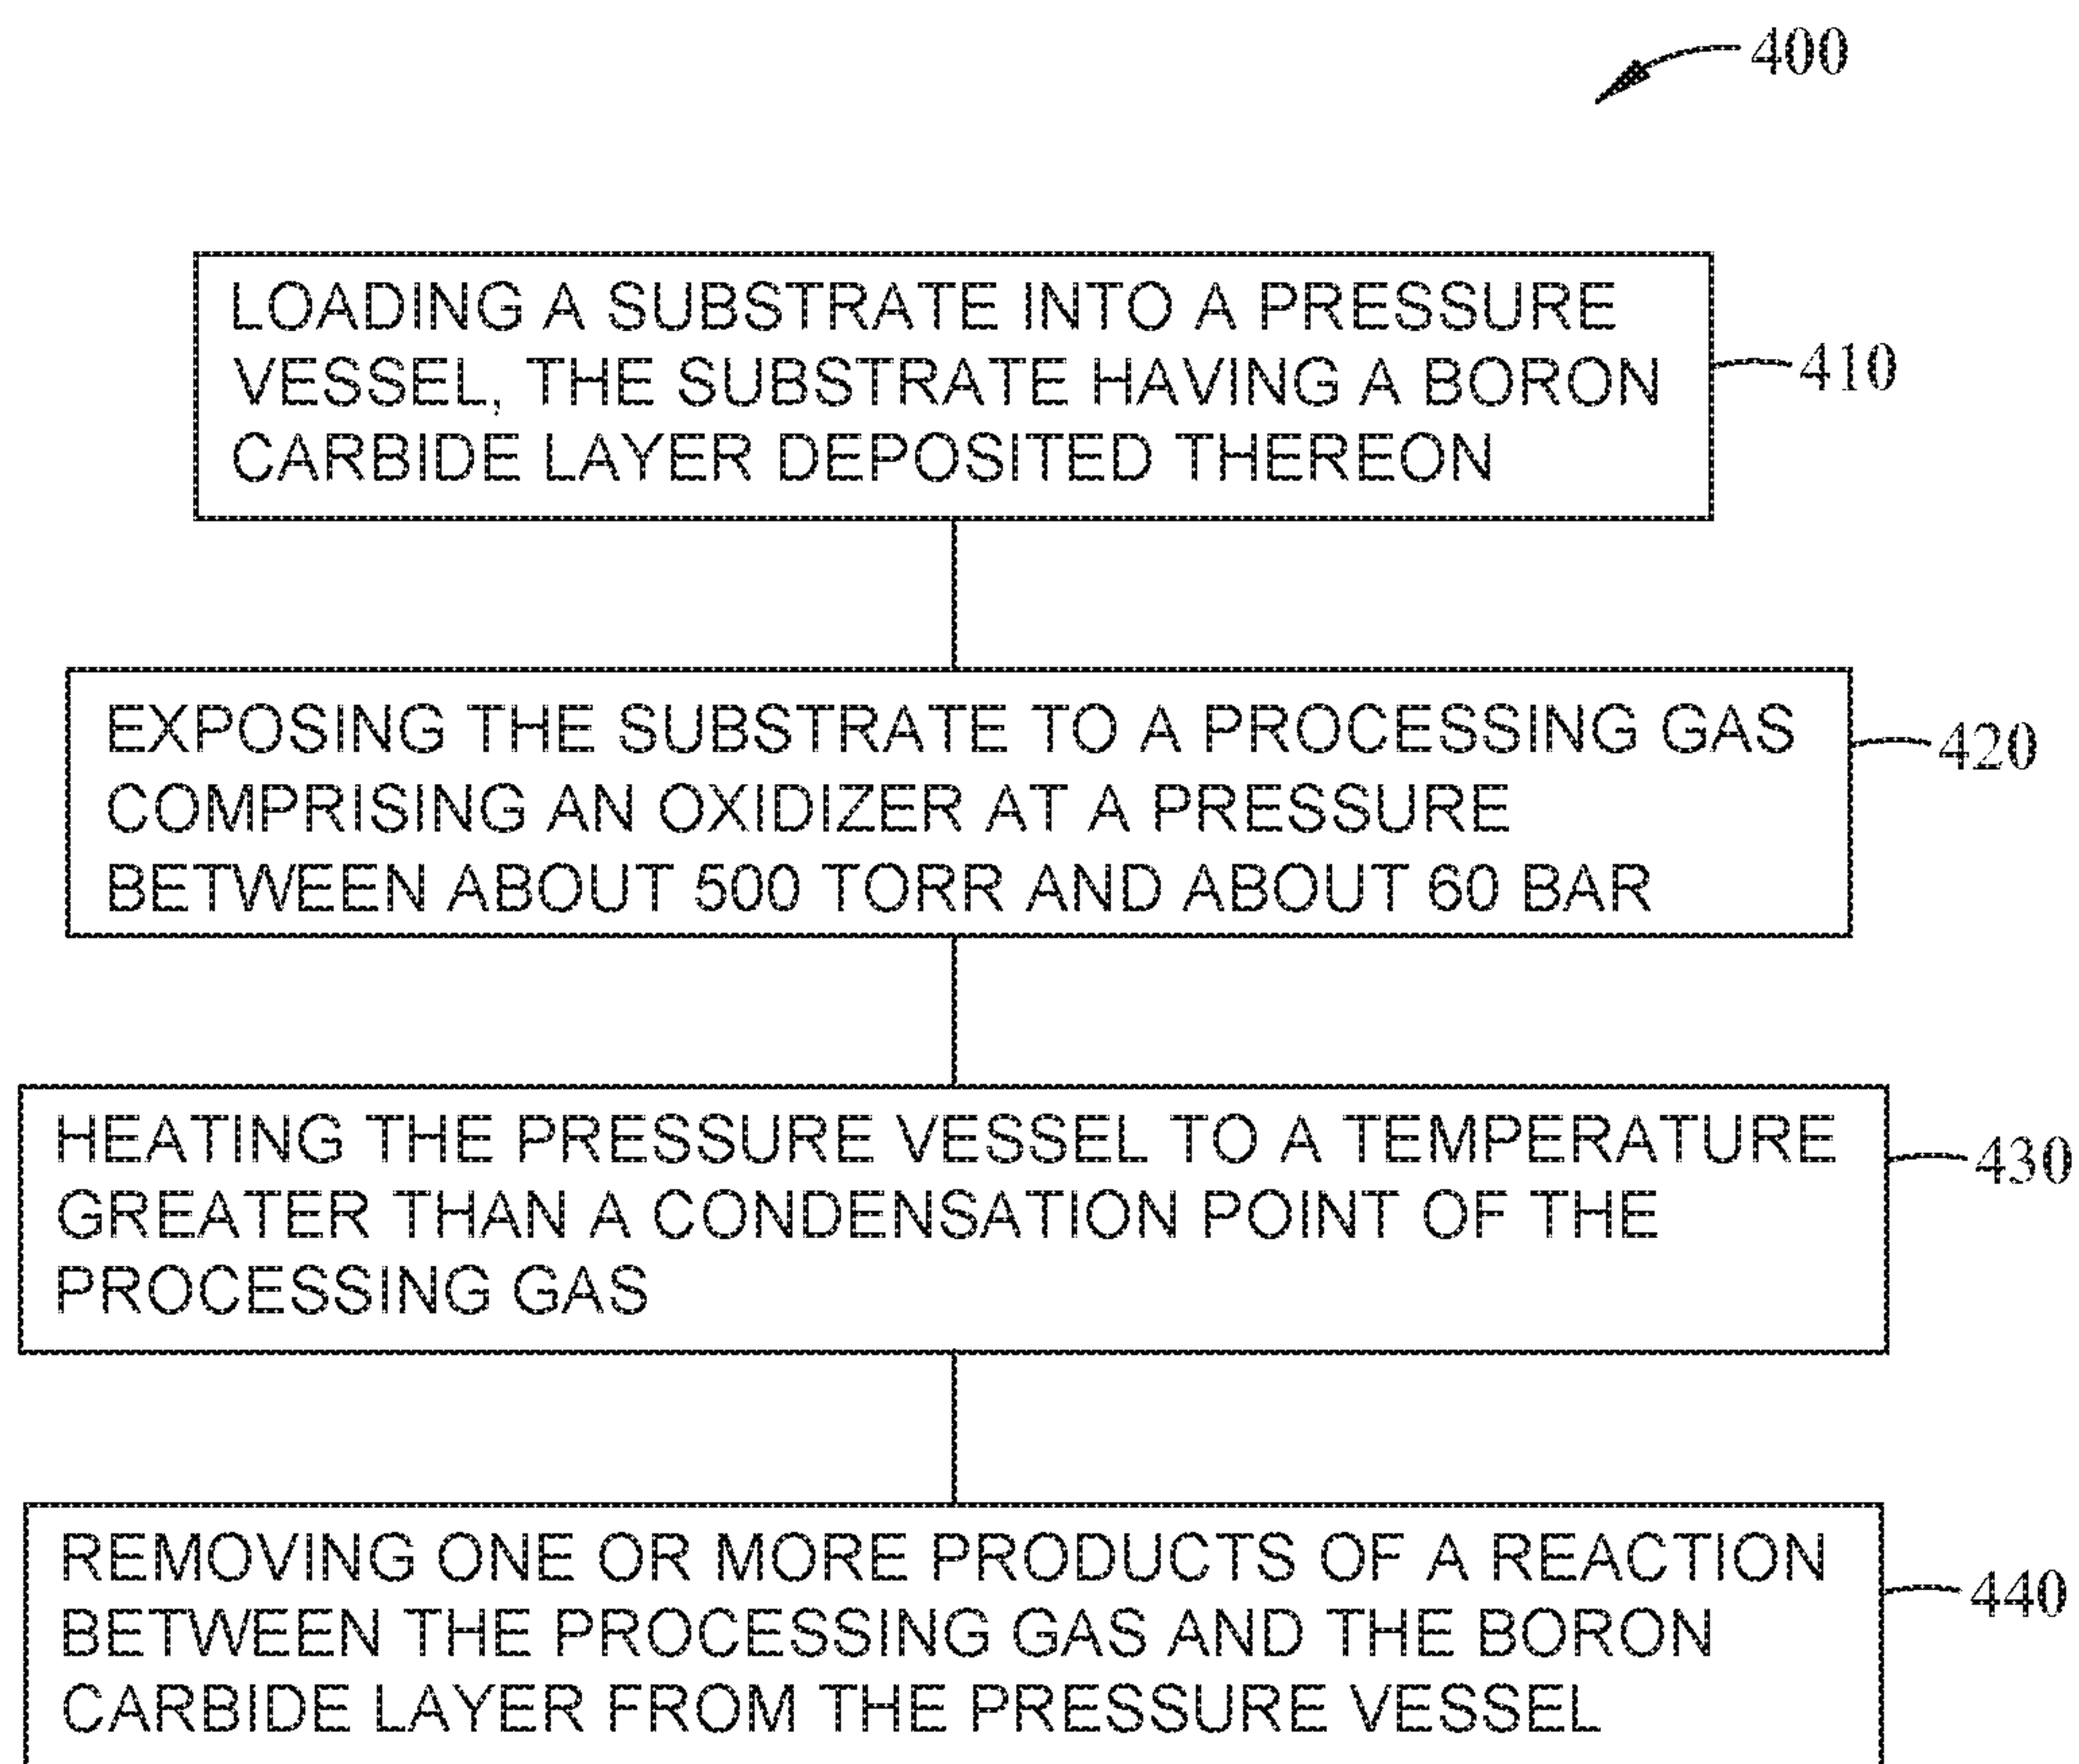 400
LOADING A SUBSTRATE INTO A PRESSURE
VESSEL, THE SUBSTRATE HAVING A BORON
CARBIDE LAYER DEPOSITED THEREON
410
EXPOSING THE SUBSTRATE TO A PROCESSING GAS
COMPRISING AN OXIDIZER AT A PRESSURE
BETWEEN ABOUT 500 TORR AND ABOUT 60 BAR
420
HEATING THE PRESSURE VESSEL TO A TEMPERATURE
GREATER THAN A CONDENSATION POINT OF THE
PROCESSING GAS
430
REMOVING ONE OR MORE PRODUCTS OF A REACTION
BETWEEN THE PROCESSING GAS AND THE BORON
CARBIDE LAYER FROM THE PRESSURE VESSEL
440